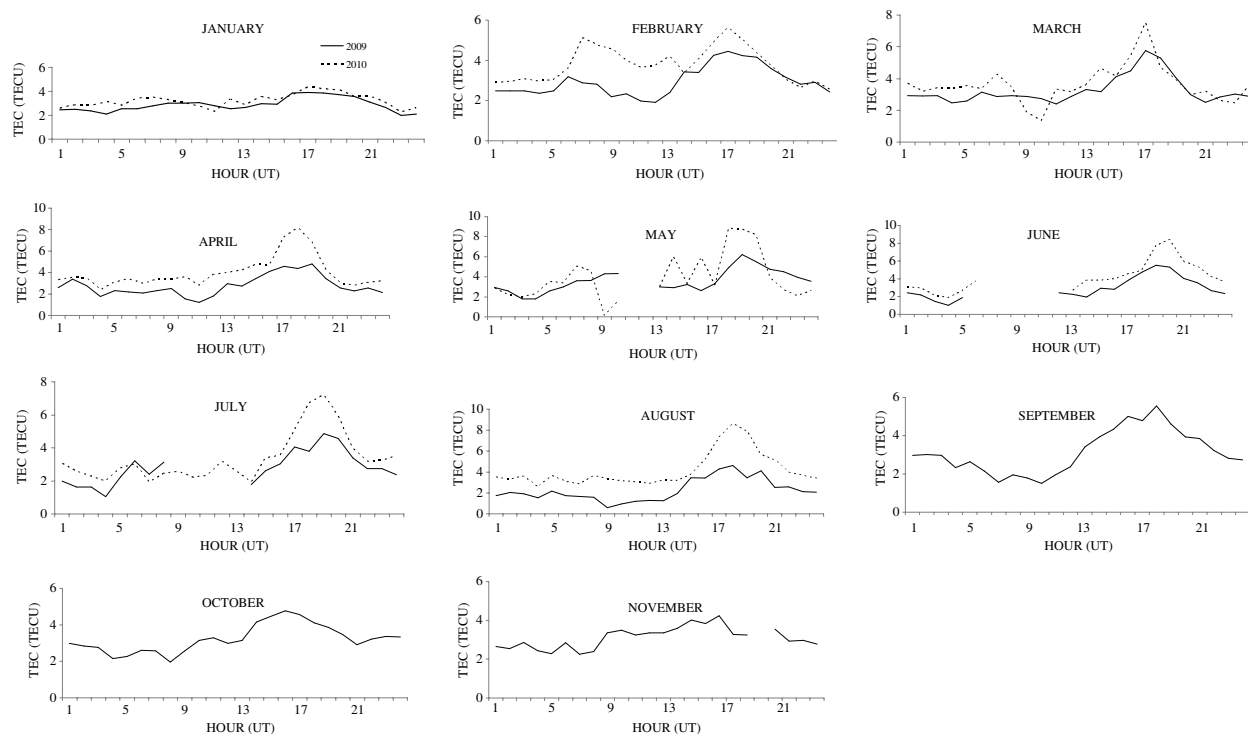 JANUARY
2009
2010
TEC (TECU)
6
4
2
0
1 5 9 13 17 21
HOUR (UT)
FEBRUARY
TEC (TECU)
6
4
2
0
1 5 9 13 17 21
HOUR (UT)
MARCH
TEC (TECU)
8
6
4
2
0
1 5 9 13 17 21
HOUR (UT)
APRIL
TEC (TECU)
10
8
6
4
2
0
1 5 9 13 17 21
HOUR (UT)
MAY
TEC (TECU)
10
8
6
4
2
0
1 5 9 13 17 21
HOUR (UT)
JUNE
TEC (TECU)
10
8
6
4
2
0
1 5 9 13 17 21
HOUR (UT)
JULY
TEC (TECU)
8
6
4
2
0
1 5 9 13 17 21
HOUR (UT)
AUGUST
TEC (TECU)
10
8
6
4
2
0
1 5 9 13 17 21
HOUR (UT)
SEPTEMBER
TEC (TECU)
6
4
2
0
1 5 9 13 17 21
HOUR (UT)
OCTOBER
TEC (TECU)
6
4
2
0
1 5 9 13 17 21
HOUR (UT)
NOVEMBER
TEC (TECU)
6
4
2
0
1 5 9 13 17 21
HOUR (UT)